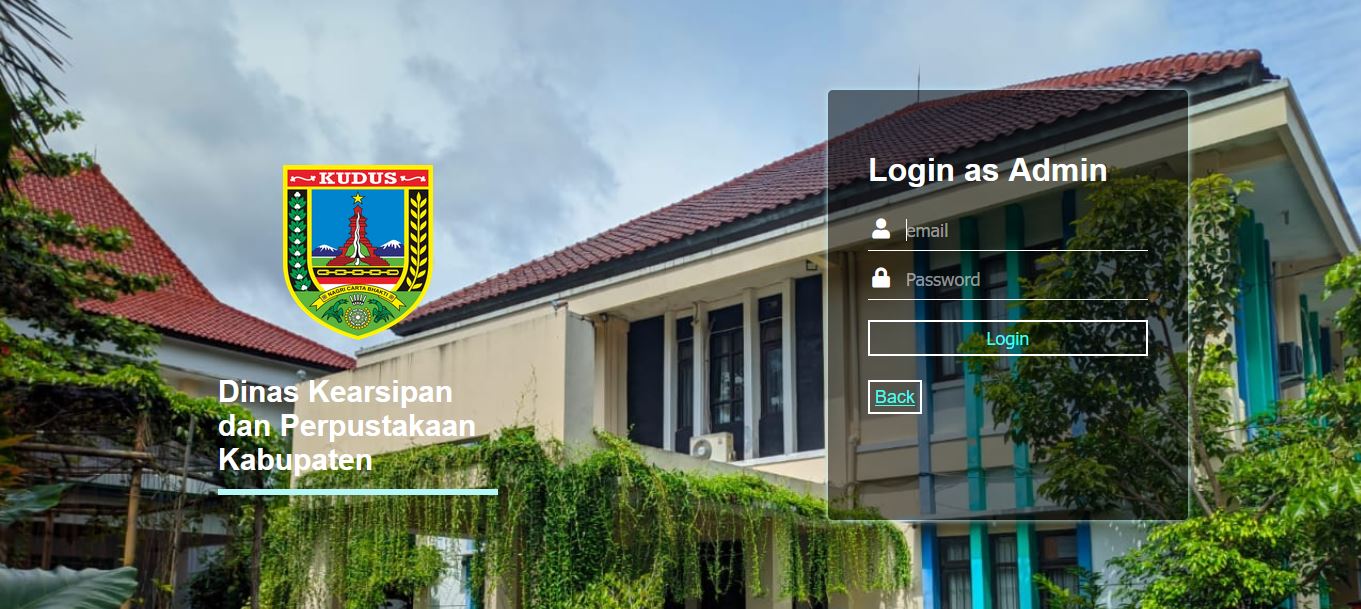 KUDUS
NAGRI CARTA BHAKTI
Dinas Kearsipan
dan Perpustakaan
Kabupaten
Login as Admin
email
Password
Login
Back